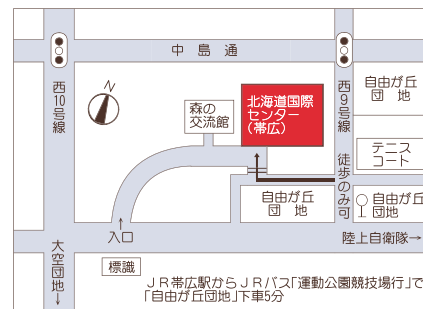 中島通
西10号線
N
森の
交流館
北海道国際
センター
(帯広)
西9号線
自由が丘
団地
テニス
コート
徒歩のみ可
自由が丘
団地
自由が丘
団地
↑
入口
陸上自衛隊→
大空団地↓
標識
JR帯広駅からJRバス「運動公園競技場行」で
「自由が丘団地」下車5分